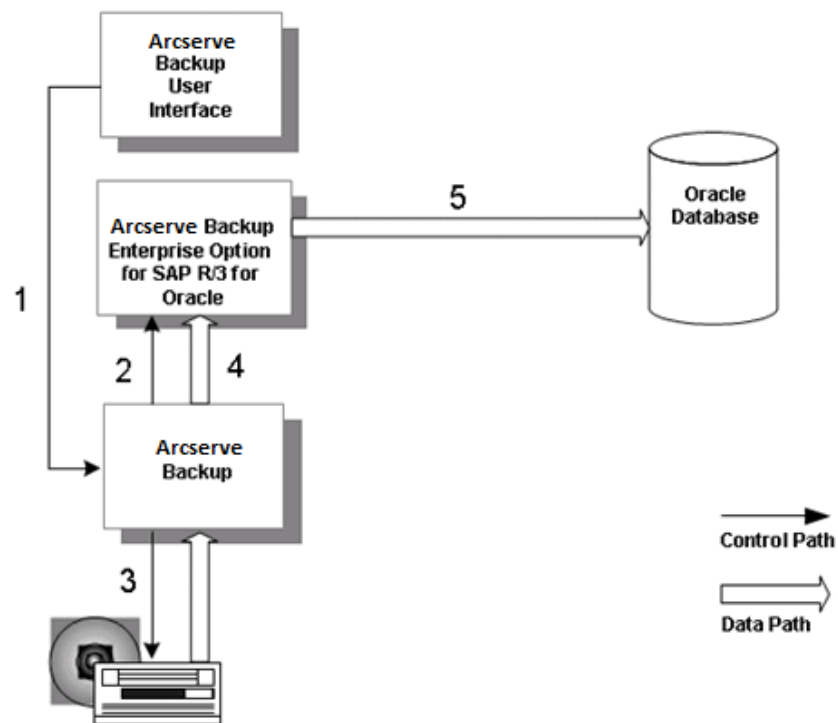 Arcserve
Backup
User
Interface
Arcserve Backup
Enterprise Option
for SAP R/3 for
Oracle
5
Oracle
Database
1
2
4
Arcserve
Backup
3
Control Path
Data Path